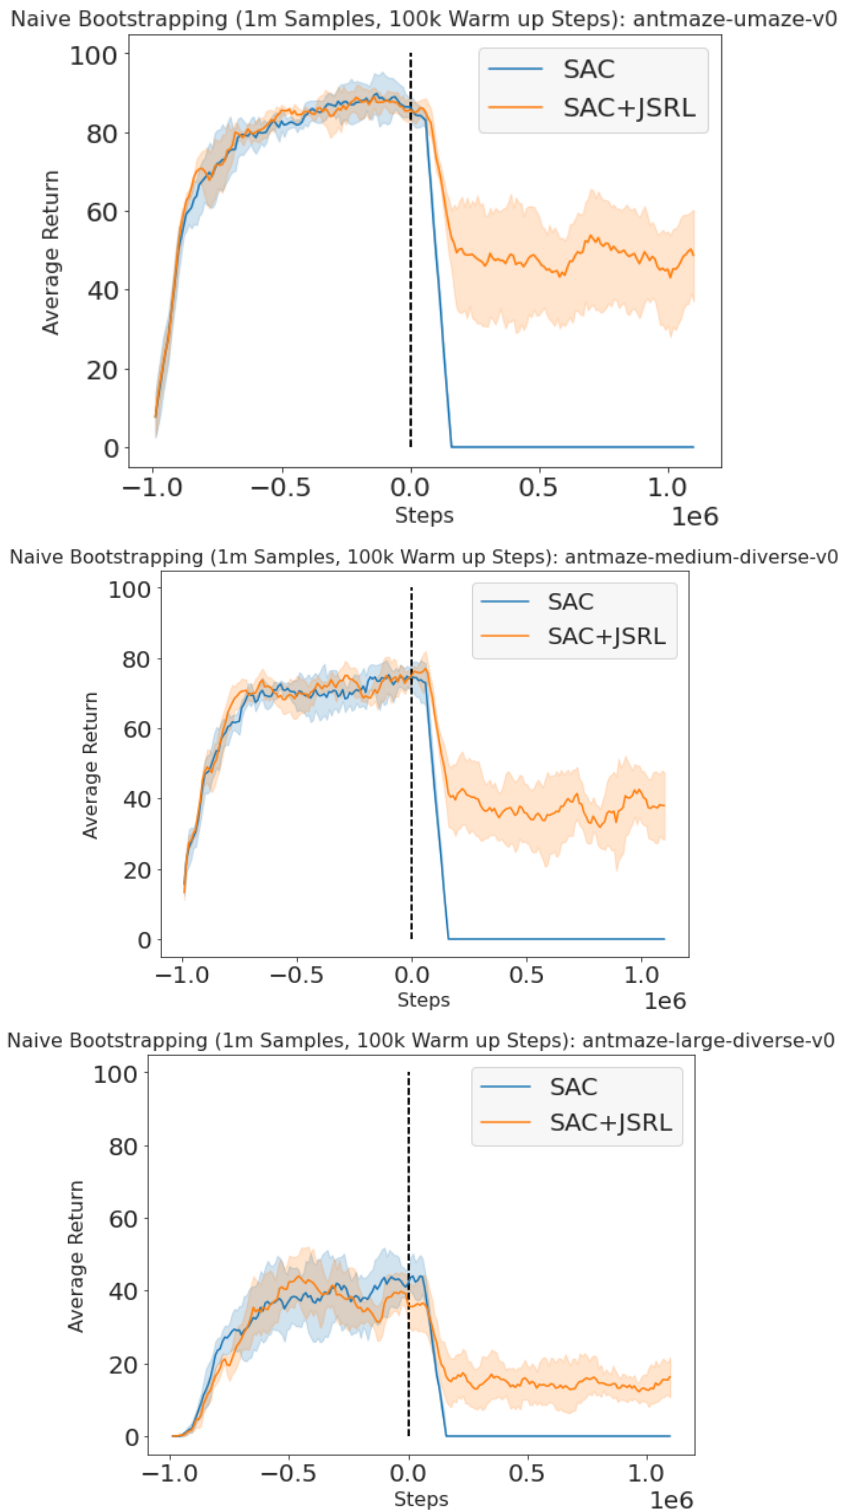 Naive Bootstrapping (1m Samples, 100k Warm up Steps): antmaze-umaze-v0
100
80
60
40
20
0
Average Return
SAC
SAC+JSRL
−1.0 −0.5 0.0 0.5 1.0
Steps
1e6
Naive Bootstrapping (1m Samples, 100k Warm up Steps): antmaze-medium-diverse-v0
100
80
60
40
20
0
Average Return
SAC
SAC+JSRL
−1.0 −0.5 0.0 0.5 1.0
Steps
1e6
Naive Bootstrapping (1m Samples, 100k Warm up Steps): antmaze-large-diverse-v0
100
80
60
40
20
0
Average Return
SAC
SAC+JSRL
−1.0 −0.5 0.0 0.5 1.0
Steps
1e6